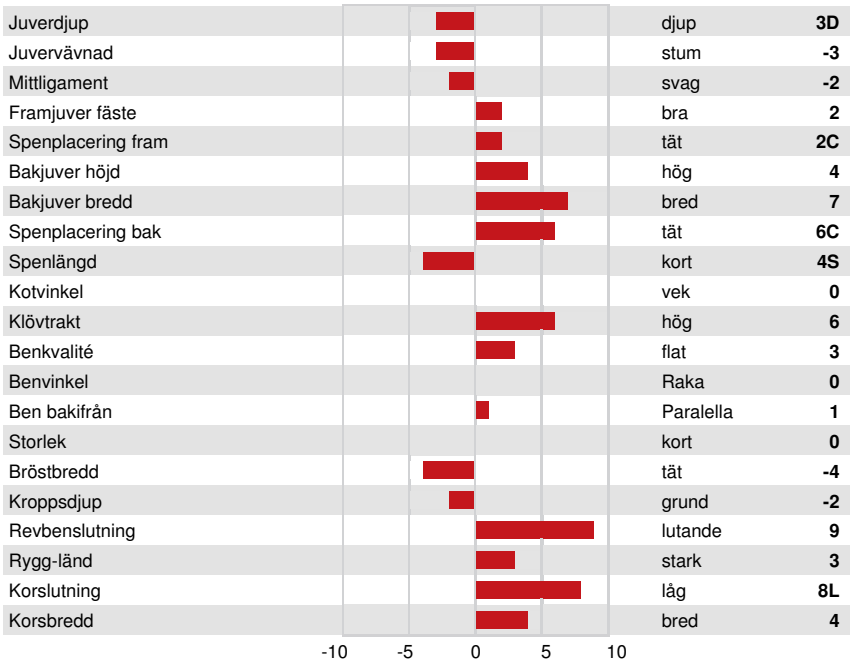 Juverdjup djup 3D
Juvervävnad stum -3
Mittligament svag -2
Framjuver fäste bra 2
Spenplacering fram tät 2C
Bakjuver höjd hög 4
Bakjuver bredd bred 7
Spenplacering bak tät 6C
Spenlängd kort 4S
Kotvinkel vek 0
Klövtrakt hög 6
Benkvalité flat 3
Benvinkel Raka 0
Ben bakifrån Paralella 1
Storlek kort 0
Bröstbredd tät -4
Kroppsdjup grund -2
Revbenslutning lutande 9
Rygg-länd stark 3
Korslutning låg 8L
Korsbredd bred 4
-10 -5 0 5 10